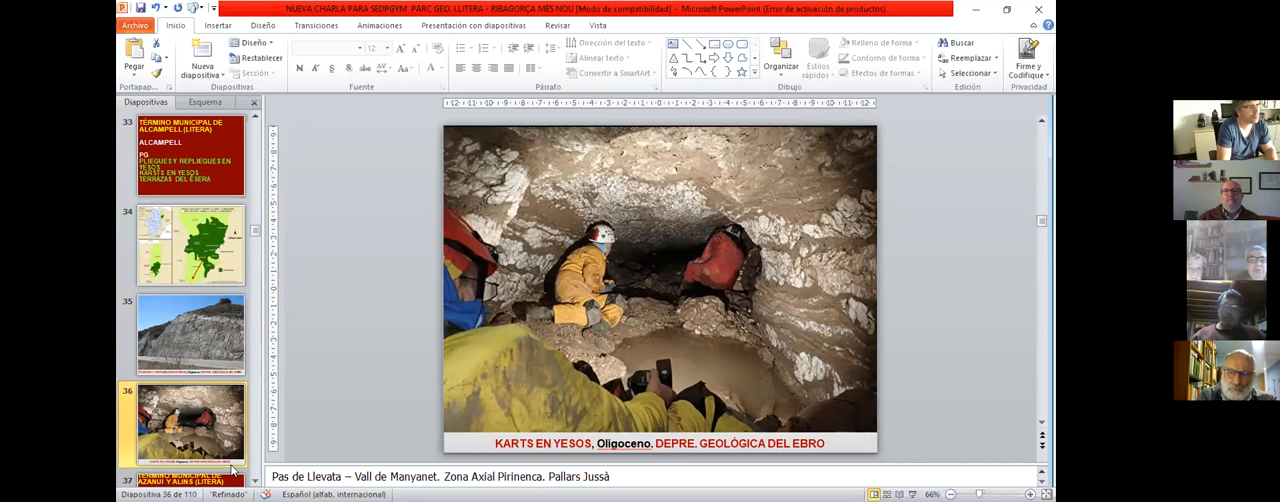 NUEVA CHARLA PARA SEDPGYM PARC GEO. LLITERA - RIBAGORÇA MÉS NOU [Modo de compatibilidad] - Microsoft PowerPoint (Error de activación de productos)
Archivo Inicio Insertar Diseño Transiciones Animaciones Presentación con diapositivas Revisar Vista
Pegar
Nueva diapositiva
Diseño
Restablecer
Sección
12
N K S S abc AV Aa A
Dirección del texto
Alinear texto
Convertir a SmartArt
Organizar
Estilos rápidos
Relleno de forma
Contorno de forma
Efectos de formas
Buscar
Reemplazar
Seleccionar
Firme y Codifique
Portapap...
Diapositivas
Fuente
Párrafo
Dibujo
Edición
Privacidad
Diapositivas Esquema
33
TÉRMINO MUNICIPAL DE
ALCAMPELL (LITERA)
ALCAMPELL
PG
PLIEGUES Y REPLIEGUES EN
YESOS
KARSTS EN YESOS
TERRAZAS DEL ÉSERA
34
35
36
37
TÉRMINO MUNICIPAL DE
AZANUI Y ALINS (LITERA)
KARTS EN YESOS, Oligoceno. DEPRE. GEOLÓGICA DEL EBRO
Pas de Llevata – Vall de Manyanet. Zona Axial Pirinenca. Pallars Jussà
Diapositiva 36 de 110 "Refinado" Español (alfab. internacional) 66%